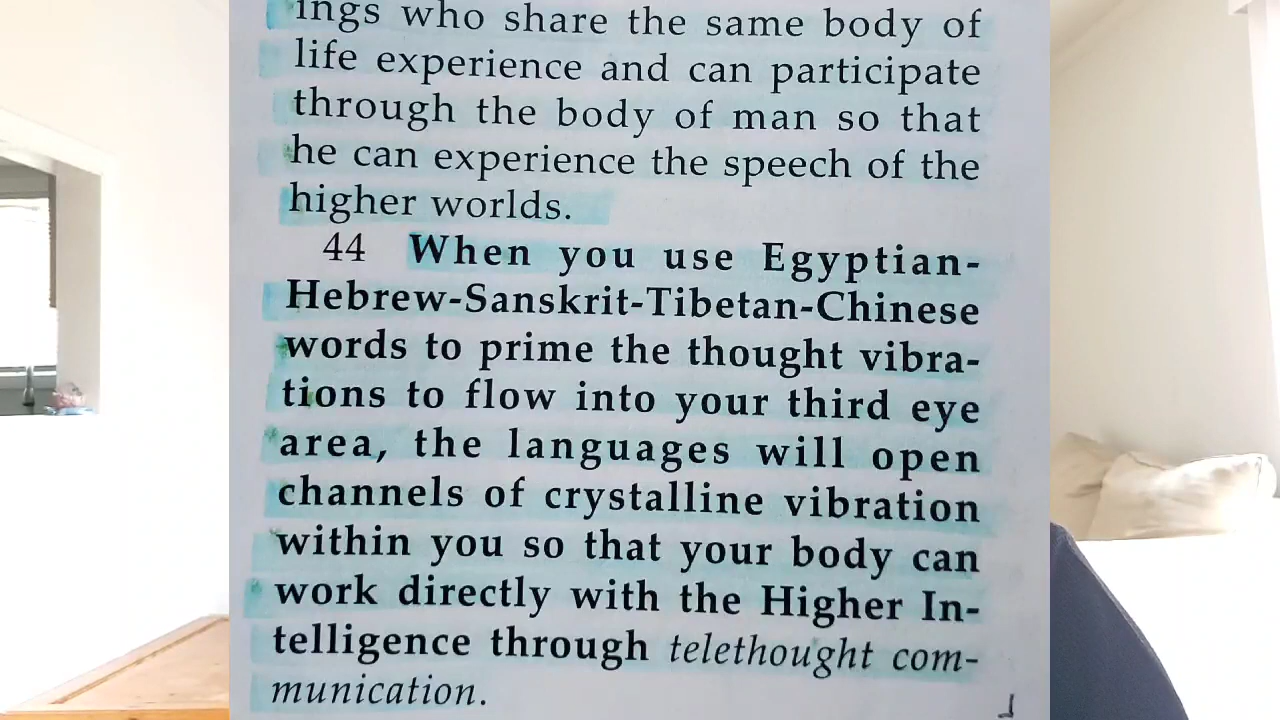 ings who share the same body of
life experience and can participate
through the body of man so that
he can experience the speech of the
higher worlds.
44 When you use Egyptian-
Hebrew-Sanskrit-Tibetan-Chinese
words to prime the thought vibra-
tions to flow into your third eye
area, the languages will open
channels of crystalline vibration
within you so that your body can
work directly with the Higher In-
telligence through telethought com-
munication.